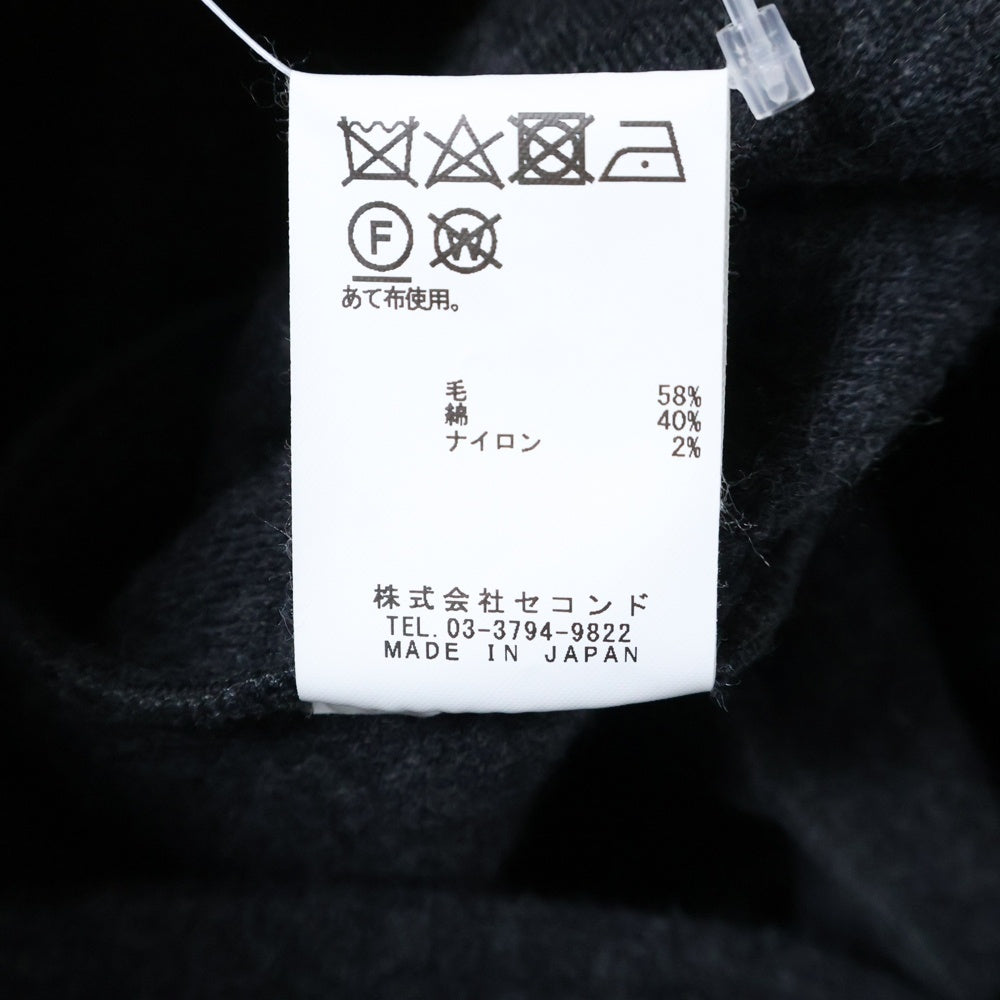 F W
あて布使用。
毛 58%
綿 40%
ナイロン 2%
株式会社セコンド
TEL. 03-3794-9822
MADE IN JAPAN